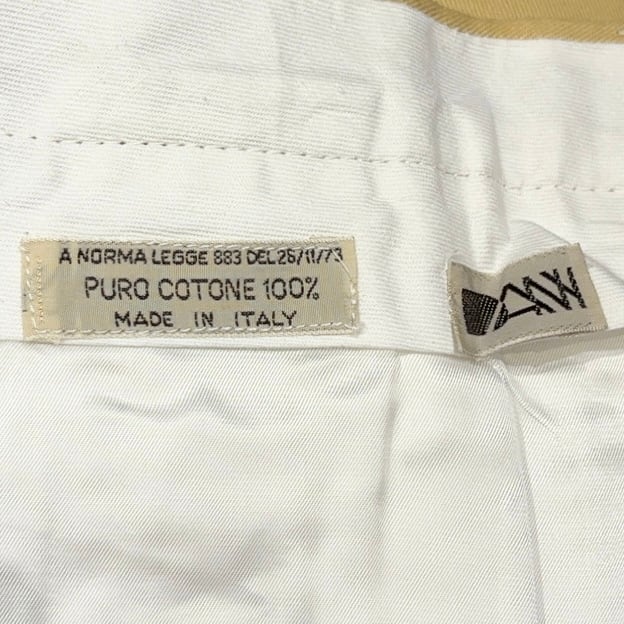 A NORMA LEGGE 883 DEL 26/11/73
PURO COTONE 100%
MADE IN ITALY